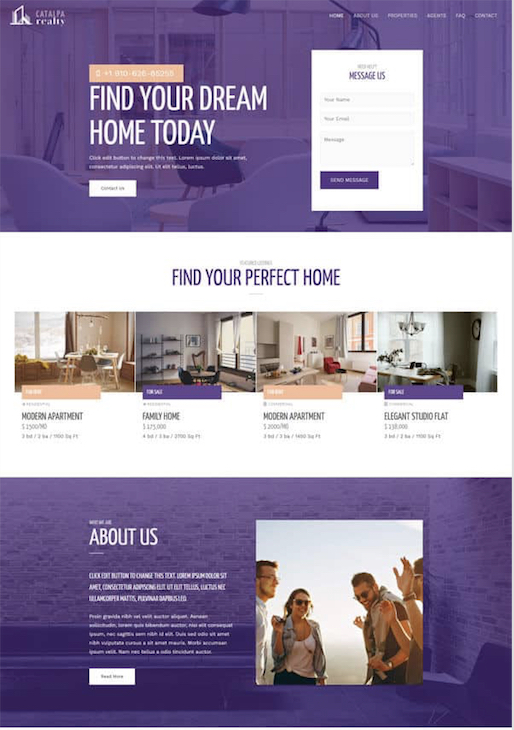 CATALPA
realty
HOME ABOUT US PROPERTIES AGENTS FAQ CONTACT
+1 810-626-65255
FIND YOUR DREAM
HOME TODAY
Click edit button to change this text. Lorem ipsum dolor sit amet,
consectetur adipiscing elit. Ut elit tellus, luctus.
Contact Us
NEED HELP?
MESSAGE US
Your Name
Your Email
Message
SEND MESSAGE
FEATURED LISTINGS
FIND YOUR PERFECT HOME
FOR RENT
RESIDENTIAL
MODERN APARTMENT
$ 1500/MO
3 bd / 2 ba / 1100 Sq Ft
FOR SALE
RESIDENTIAL
FAMILY HOME
$ 175,000
4 bd / 3 ba / 2700 Sq Ft
FOR RENT
COMMERCIAL
MODERN APARTMENT
$ 2000/MO
3 bd / 3 ba / 1450 Sq Ft
FOR SALE
COMMERCIAL
ELEGANT STUDIO FLAT
3 bd / 2 ba / 1100 Sq Ft
WHO WE ARE
ABOUT US
CLICK EDIT BUTTON TO CHANGE THIS TEXT. LOREM IPSUM DOLOR SIT
AMET, CONSECTETUR ADIPISCING ELIT. UT ELIT TELLUS, LUCTUS NEC
ULLAMCORPER MATTIS, PULVINAR DAPIBUS LEO.
Proin gravida nibh vel velit auctor aliquet. Aenean
sollicitudin, lorem quis bibendum auctor, nisi elit consequat
ipsum, nec sagittis sem nibh id elit. Duis sed odio sit amet
nibh vulputate cursus a sit amet mauris. Morbi accumsan
ipsum velit. Nam nec tellus a odio tincidunt auctor.
Read More